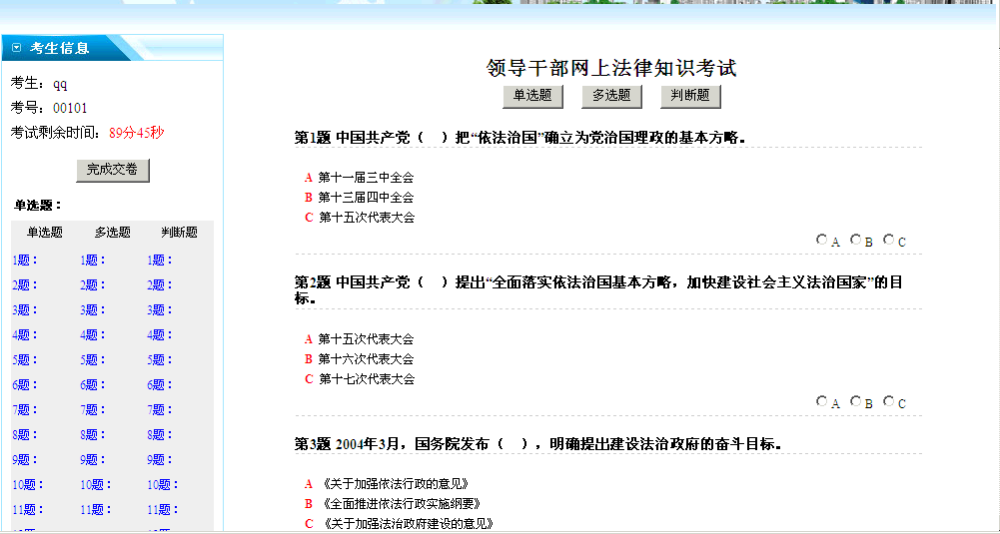 考生信息
考生：qq
考号：00101
考试剩余时间：89分45秒
完成交卷
单选题：
单选题 多选题 判断题
1题： 1题： 1题：
2题： 2题： 2题：
3题： 3题： 3题：
4题： 4题： 4题：
5题： 5题： 5题：
6题： 6题： 6题：
7题： 7题： 7题：
8题： 8题： 8题：
9题： 9题： 9题：
10题： 10题： 10题：
11题： 11题： 11题：
领导干部网上法律知识考试
单选题 多选题 判断题
第1题 中国共产党（ ）把“依法治国”确立为党治国理政的基本方略。
A 第十一届三中全会
B 第十三届四中全会
C 第十五次代表大会
A B C
第2题 中国共产党（ ）提出“全面落实依法治国基本方略，加快建设社会主义法治国家”的目
标。
A 第十五次代表大会
B 第十六次代表大会
C 第十七次代表大会
A B C
第3题 2004年3月，国务院发布（ ），明确提出建设法治政府的奋斗目标。
A 《关于加强依法行政的意见》
B 《全面推进依法行政实施纲要》
C 《关于加强法治政府建设的意见》